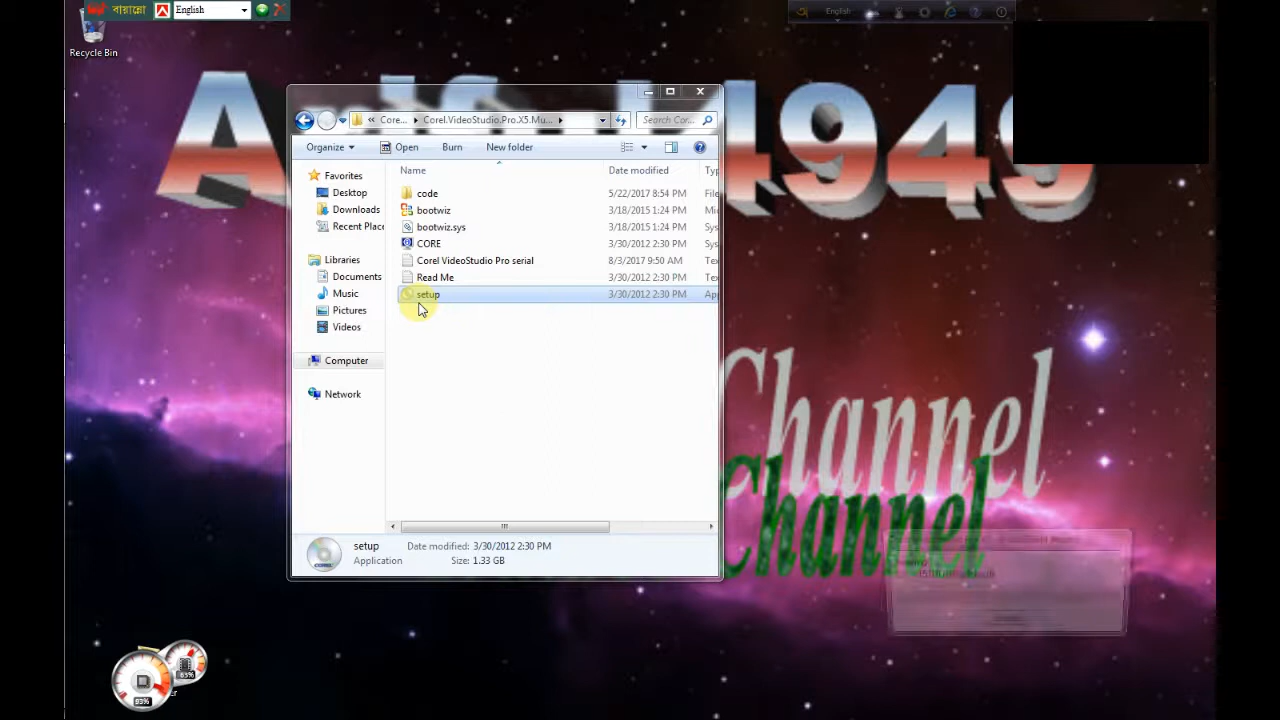 বায়ান্নো
English
English
Recycle Bin
4949
Core...
Corel.VideoStudio.Pro.X5.Mu...
Search Cor...
Organize
Open
Burn
New folder
Name
Date modified
Typ
Favorites
Desktop
Downloads
Recent Place
Libraries
Documents
Music
Pictures
Videos
Computer
Network
code
5/22/2017 8:54 PM
File
bootwiz
3/18/2015 1:24 PM
Mi
bootwiz.sys
3/18/2015 1:24 PM
Sys
CORE
3/30/2012 2:30 PM
Sys
Corel VideoStudio Pro serial
8/3/2017 9:50 AM
Tex
Read Me
3/30/2012 2:30 PM
Tex
setup
3/30/2012 2:30 PM
App
Channel
Channel
setup
Date modified: 3/30/2012 2:30 PM
Application
Size: 1.33 GB
63%
93%